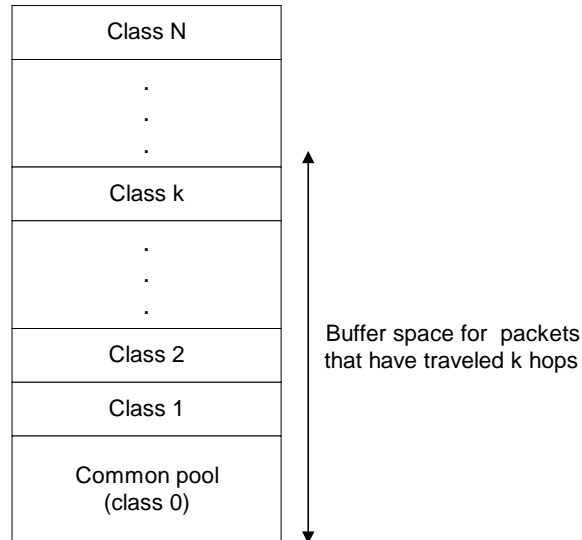 Class N
.
.
.
Class k
.
.
.
Class 2
Class 1
Common pool
(class 0)
Buffer space for packets
that have traveled k hops